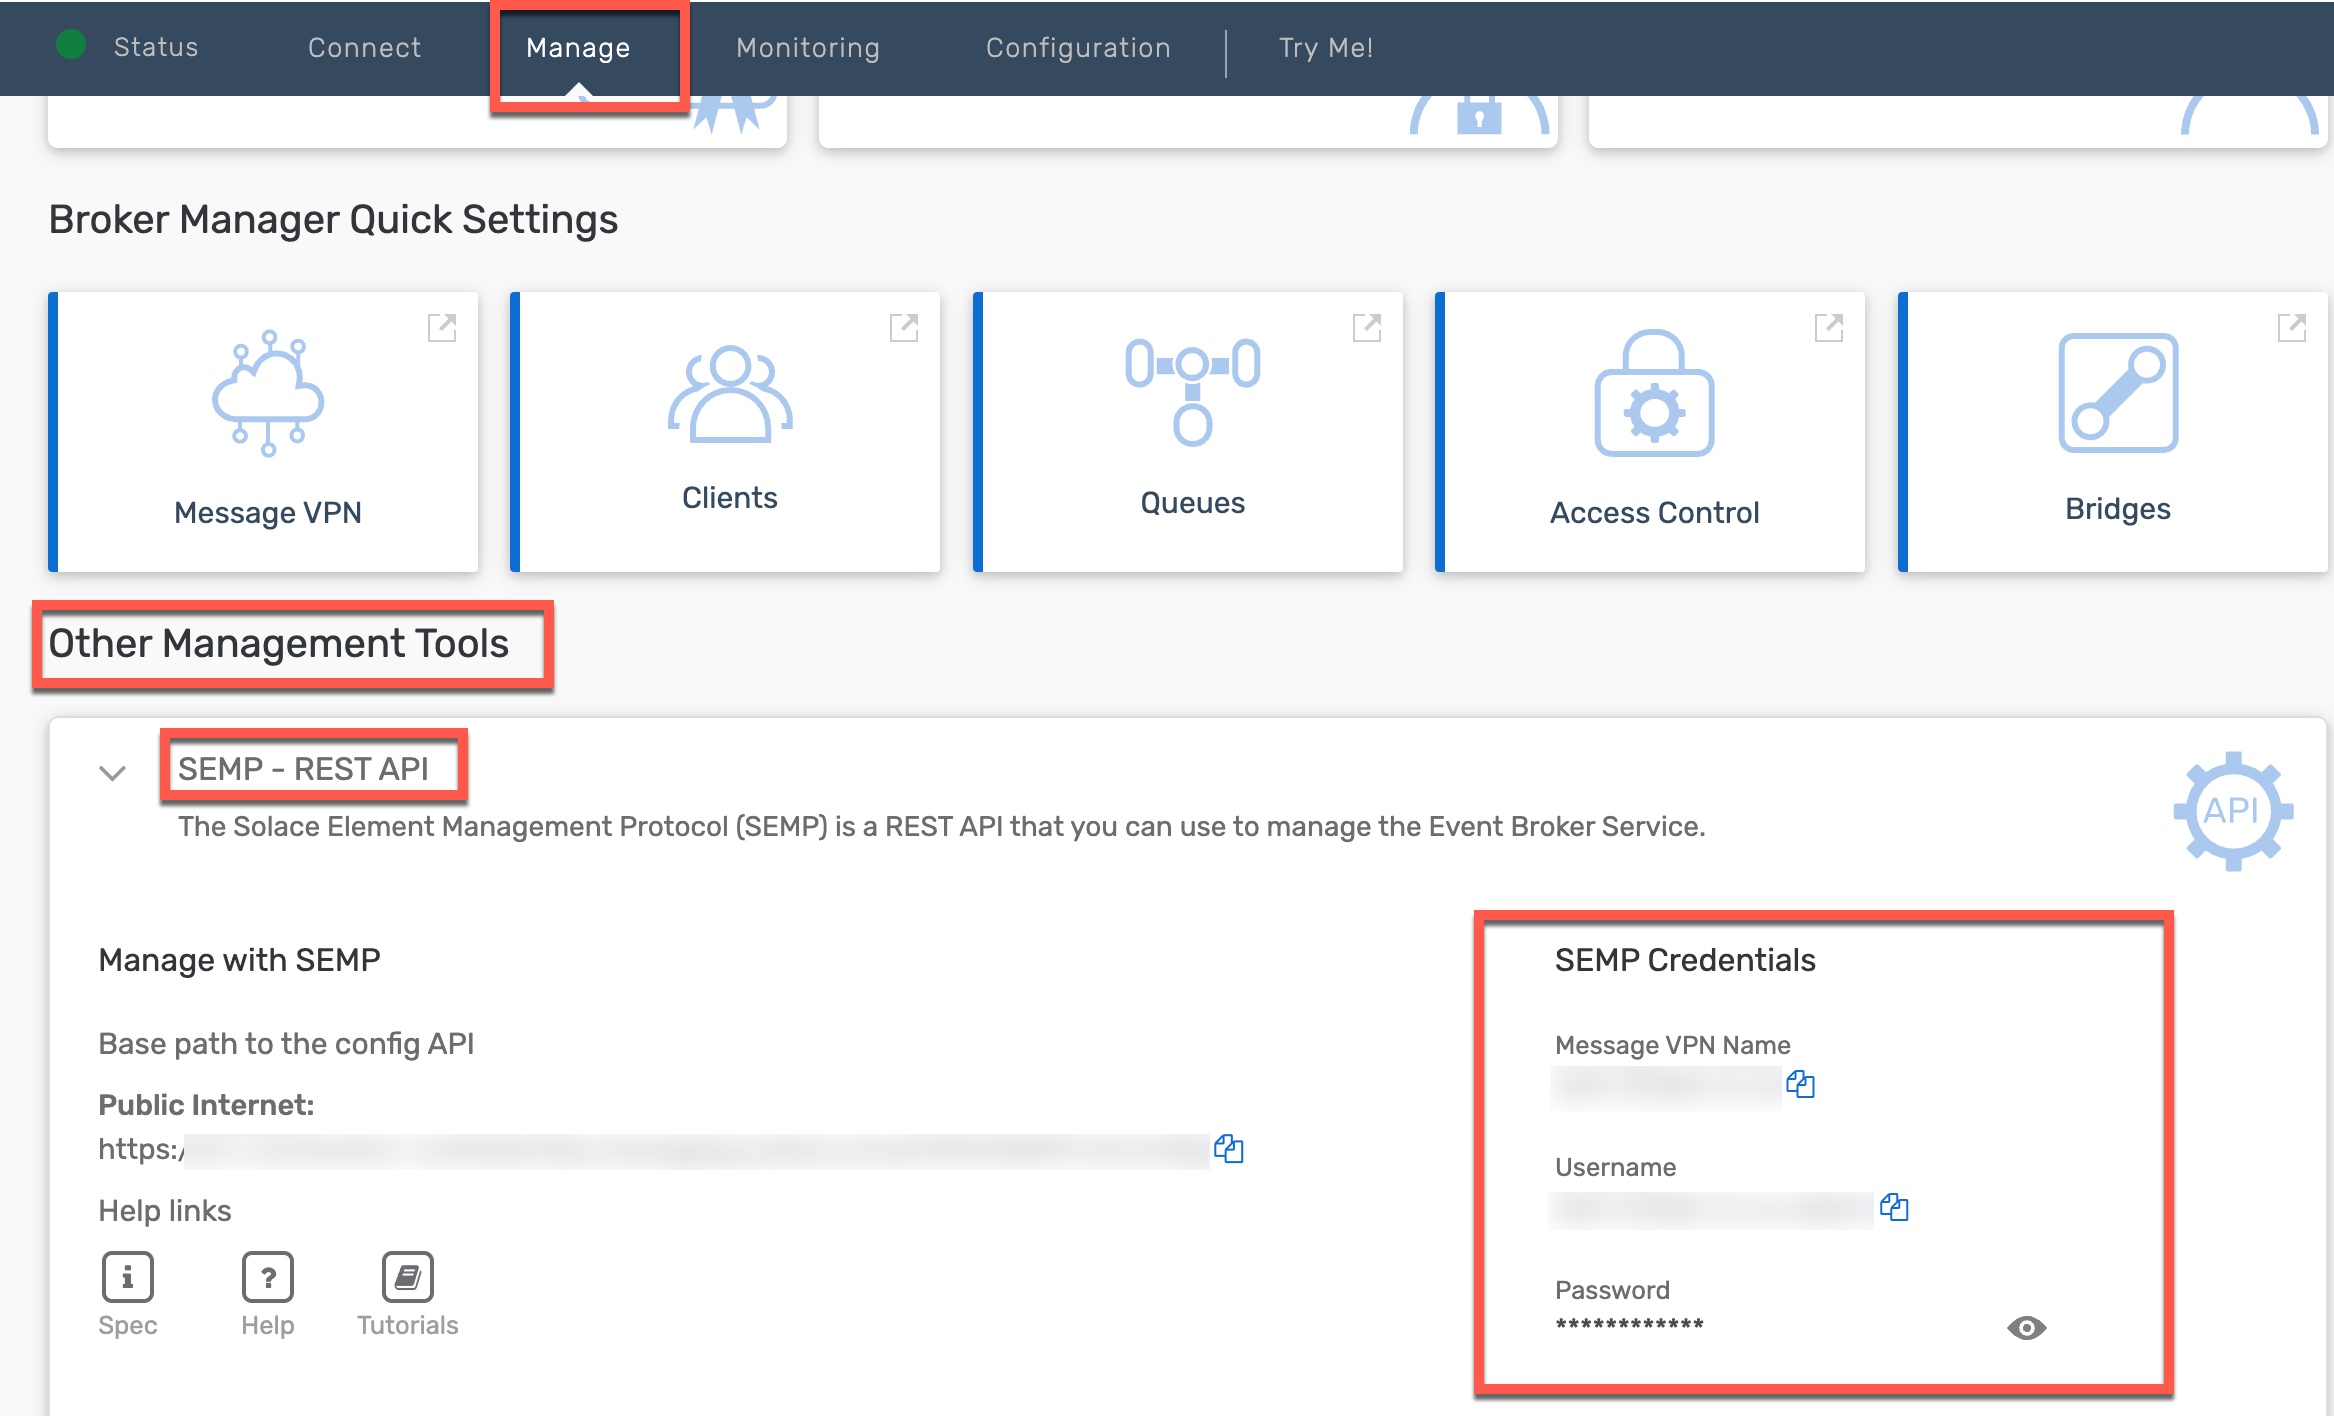 Status Connect Manage Monitoring Configuration Try Me!
Broker Manager Quick Settings
Message VPN
Clients
Queues
Access Control
Bridges
Other Management Tools
SEMP - REST API
The Solace Element Management Protocol (SEMP) is a REST API that you can use to manage the Event Broker Service.
API
Manage with SEMP
Base path to the config API
Public Internet:
https:/
Help links
Spec
Help
Tutorials
SEMP Credentials
Message VPN Name
Username
Password
************